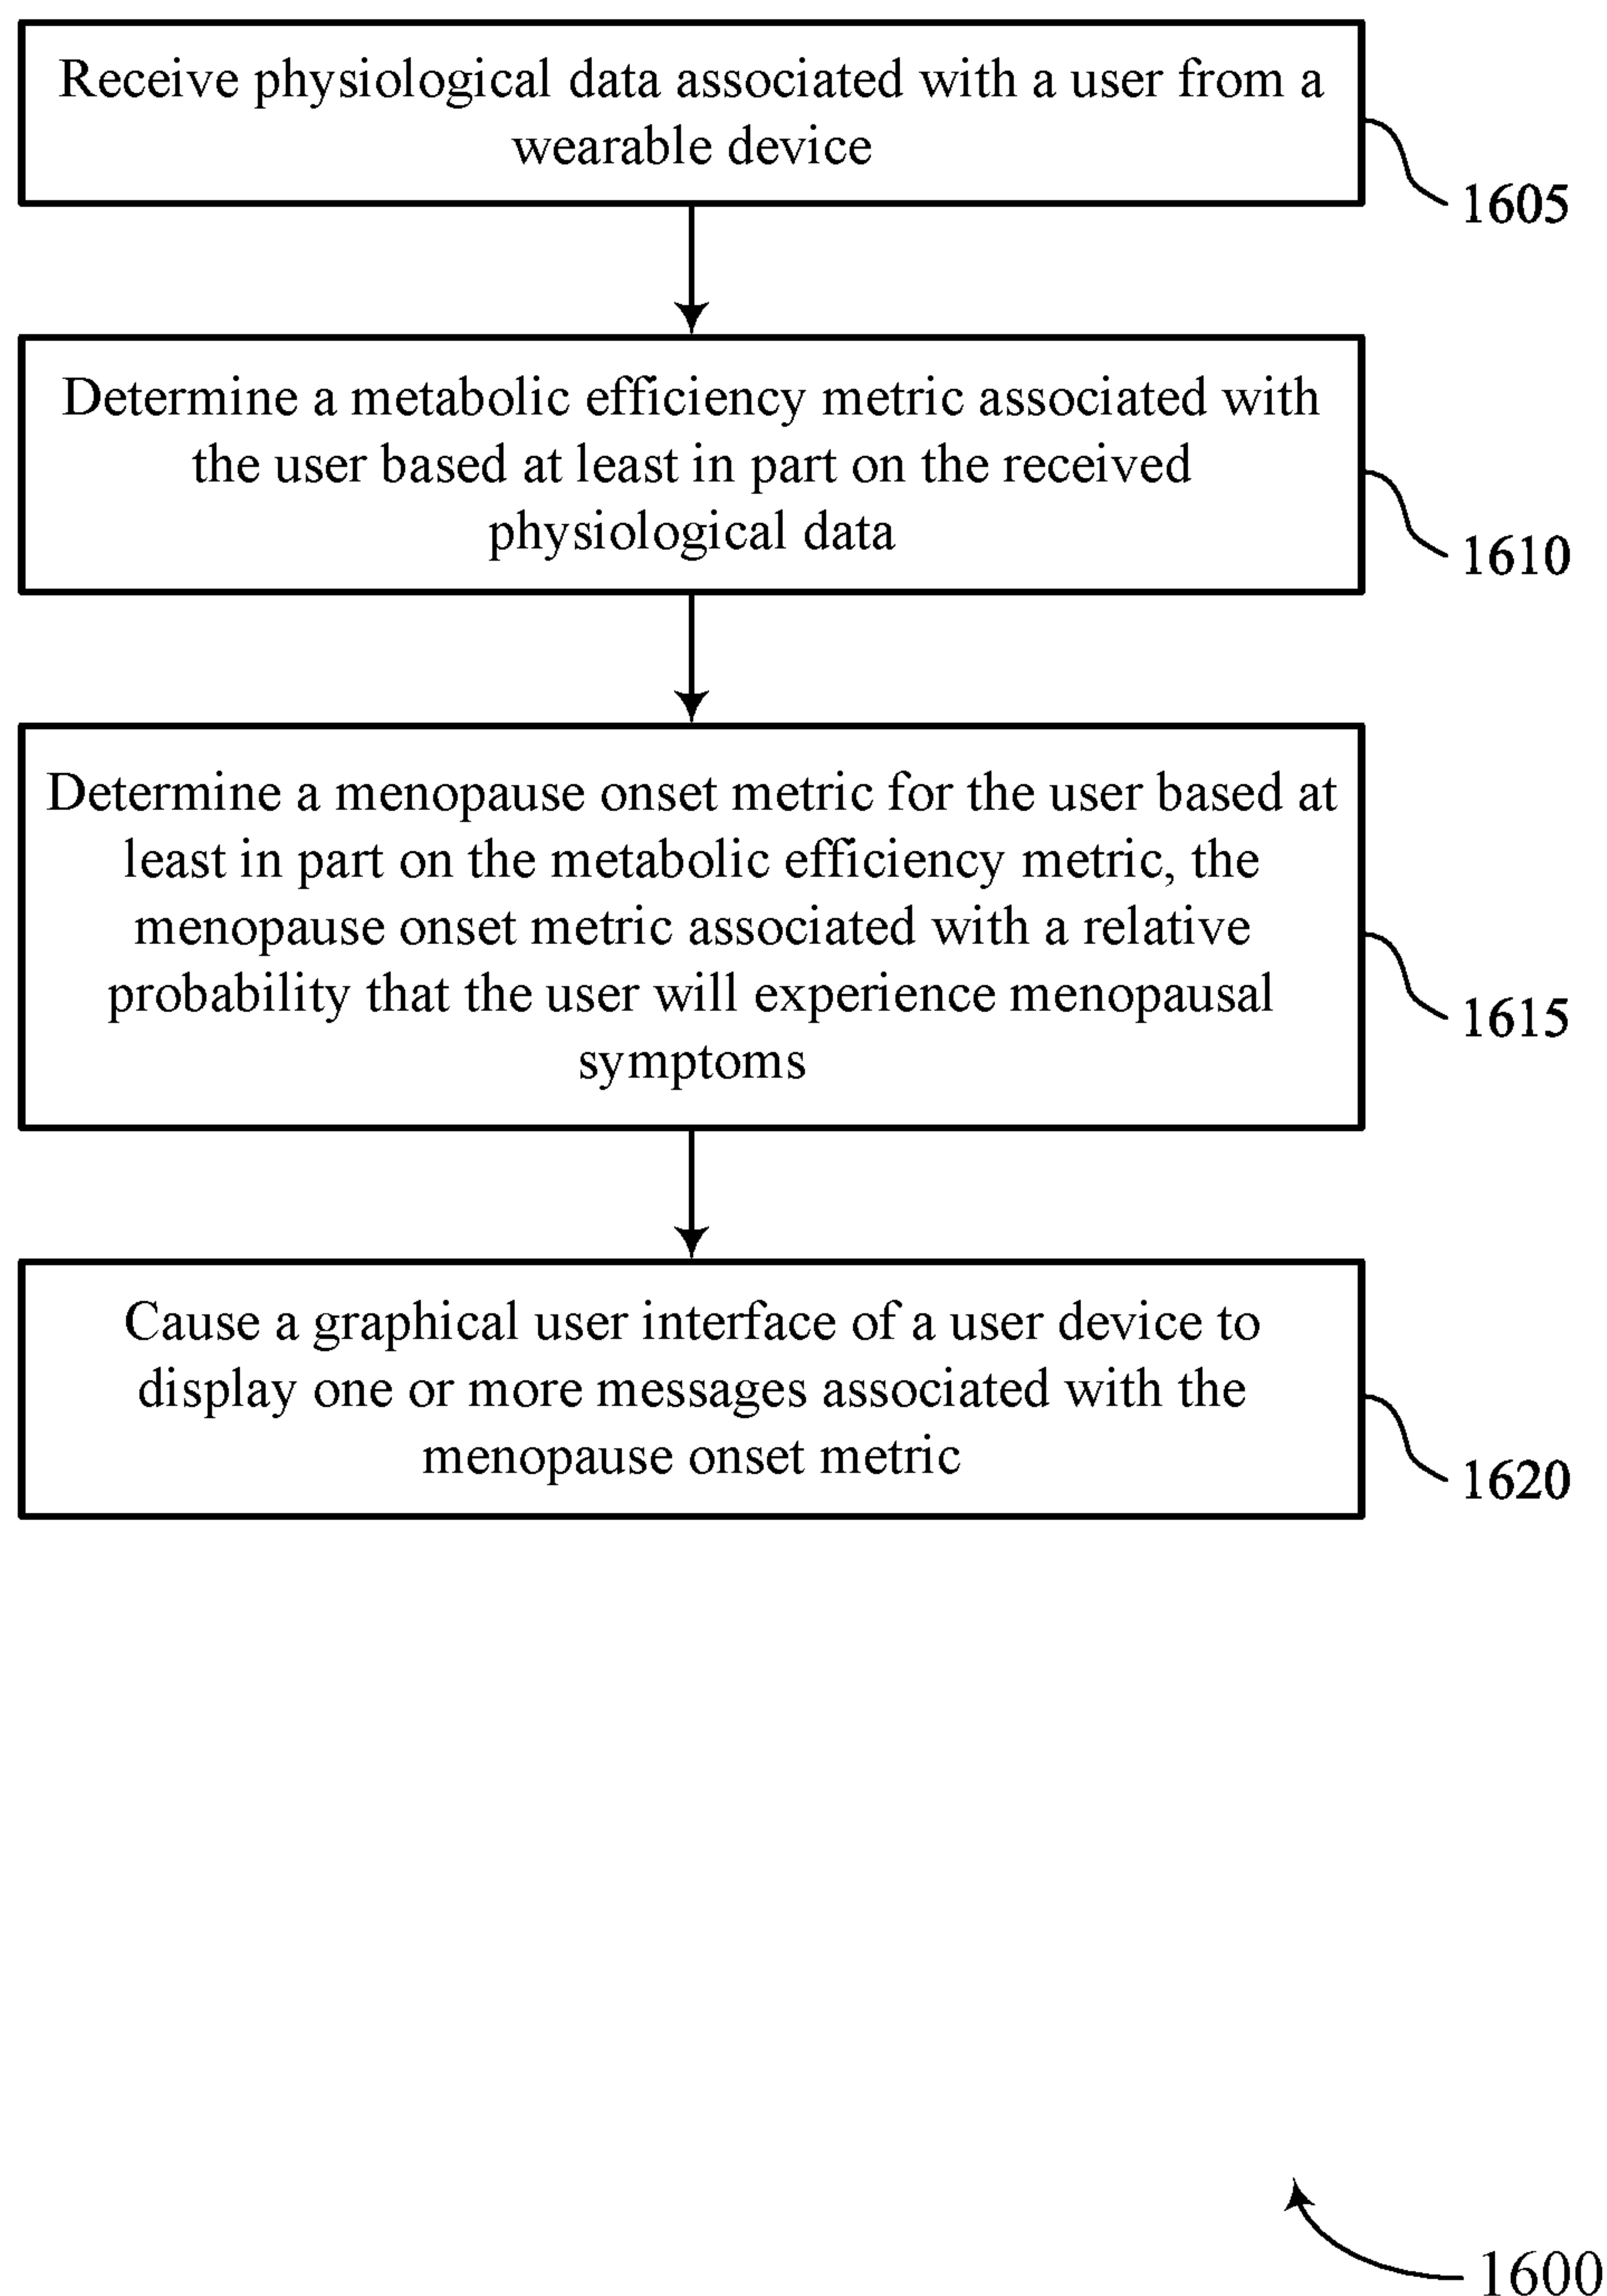 Receive physiological data associated with a user from a
wearable device
1605
Determine a metabolic efficiency metric associated with
the user based at least in part on the received
physiological data
1610
Determine a menopause onset metric for the user based at
least in part on the metabolic efficiency metric, the
menopause onset metric associated with a relative
probability that the user will experience menopausal
symptoms
1615
Cause a graphical user interface of a user device to
display one or more messages associated with the
menopause onset metric
1620
1600